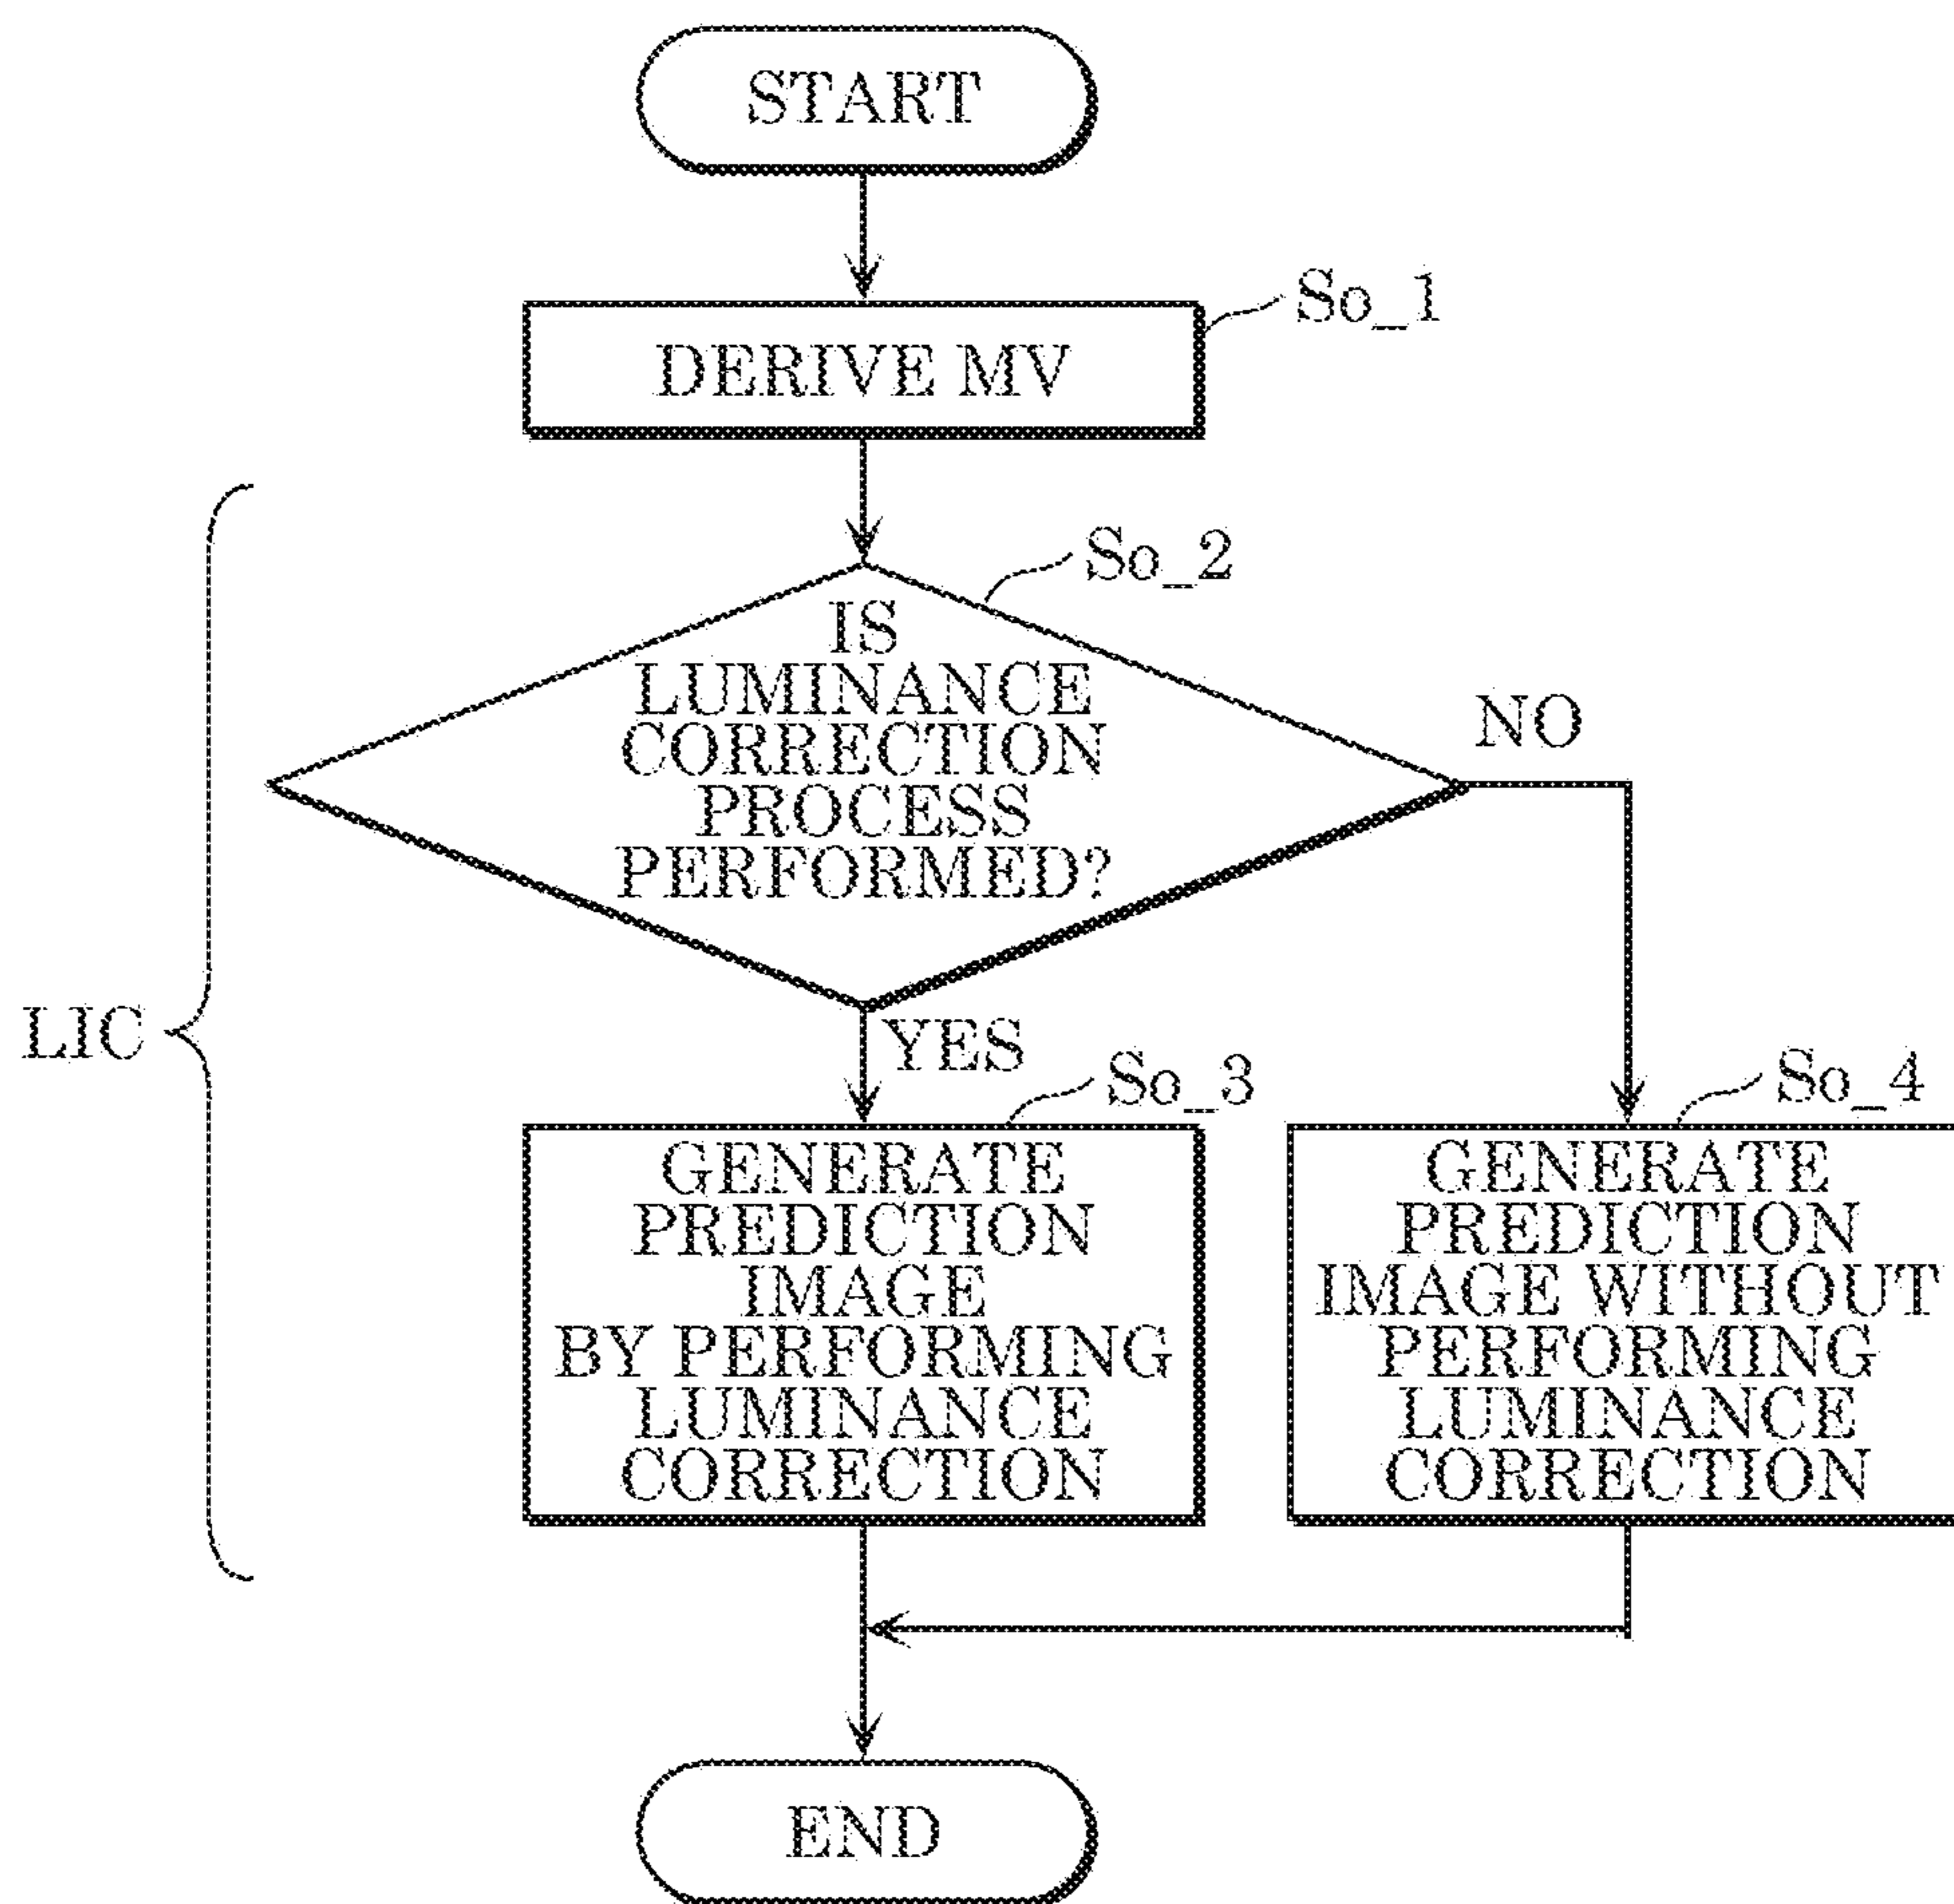 START
So_1
DERIVE MV
So_2
IS
LUMINANCE
CORRECTION
PROCESS
PERFORMED?
NO
LIC
YES
So_3
GENERATE
PREDICTION
IMAGE
BY PERFORMING
LUMINANCE
CORRECTION
So_4
GENERATE
PREDICTION
IMAGE WITHOUT
PERFORMING
LUMINANCE
CORRECTION
END